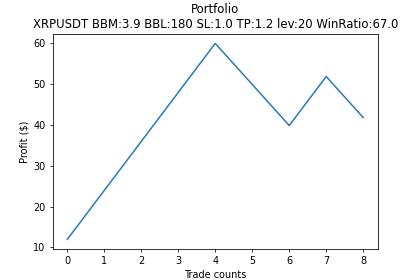 Portfolio
XRPUSDT BBM:3.9 BBL:180 SL:1.0 TP:1.2 lev:20 WinRatio:67.0
60
50
40
30
20
10
Profit ($)
0 1 2 3 4 5 6 7 8
Trade counts